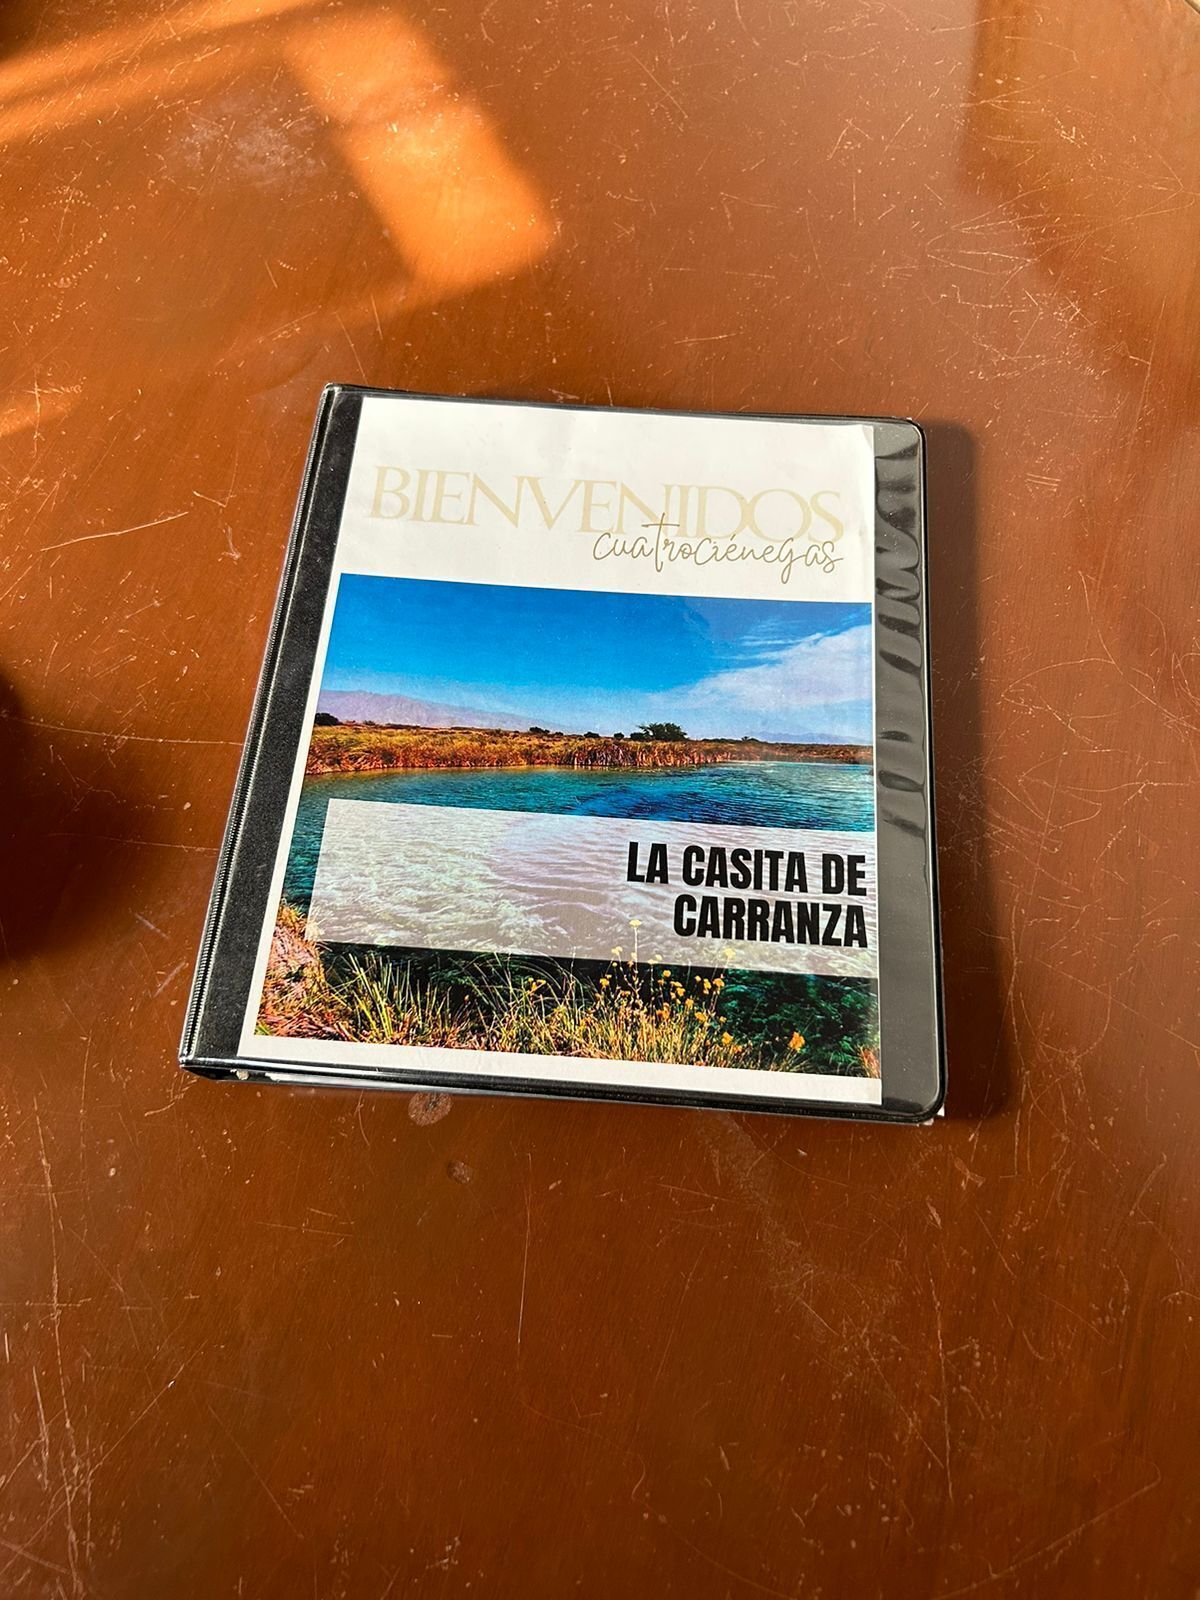 BIENVENIDOS
cuatrociénegas
LA CASITA DE
CARRANZA